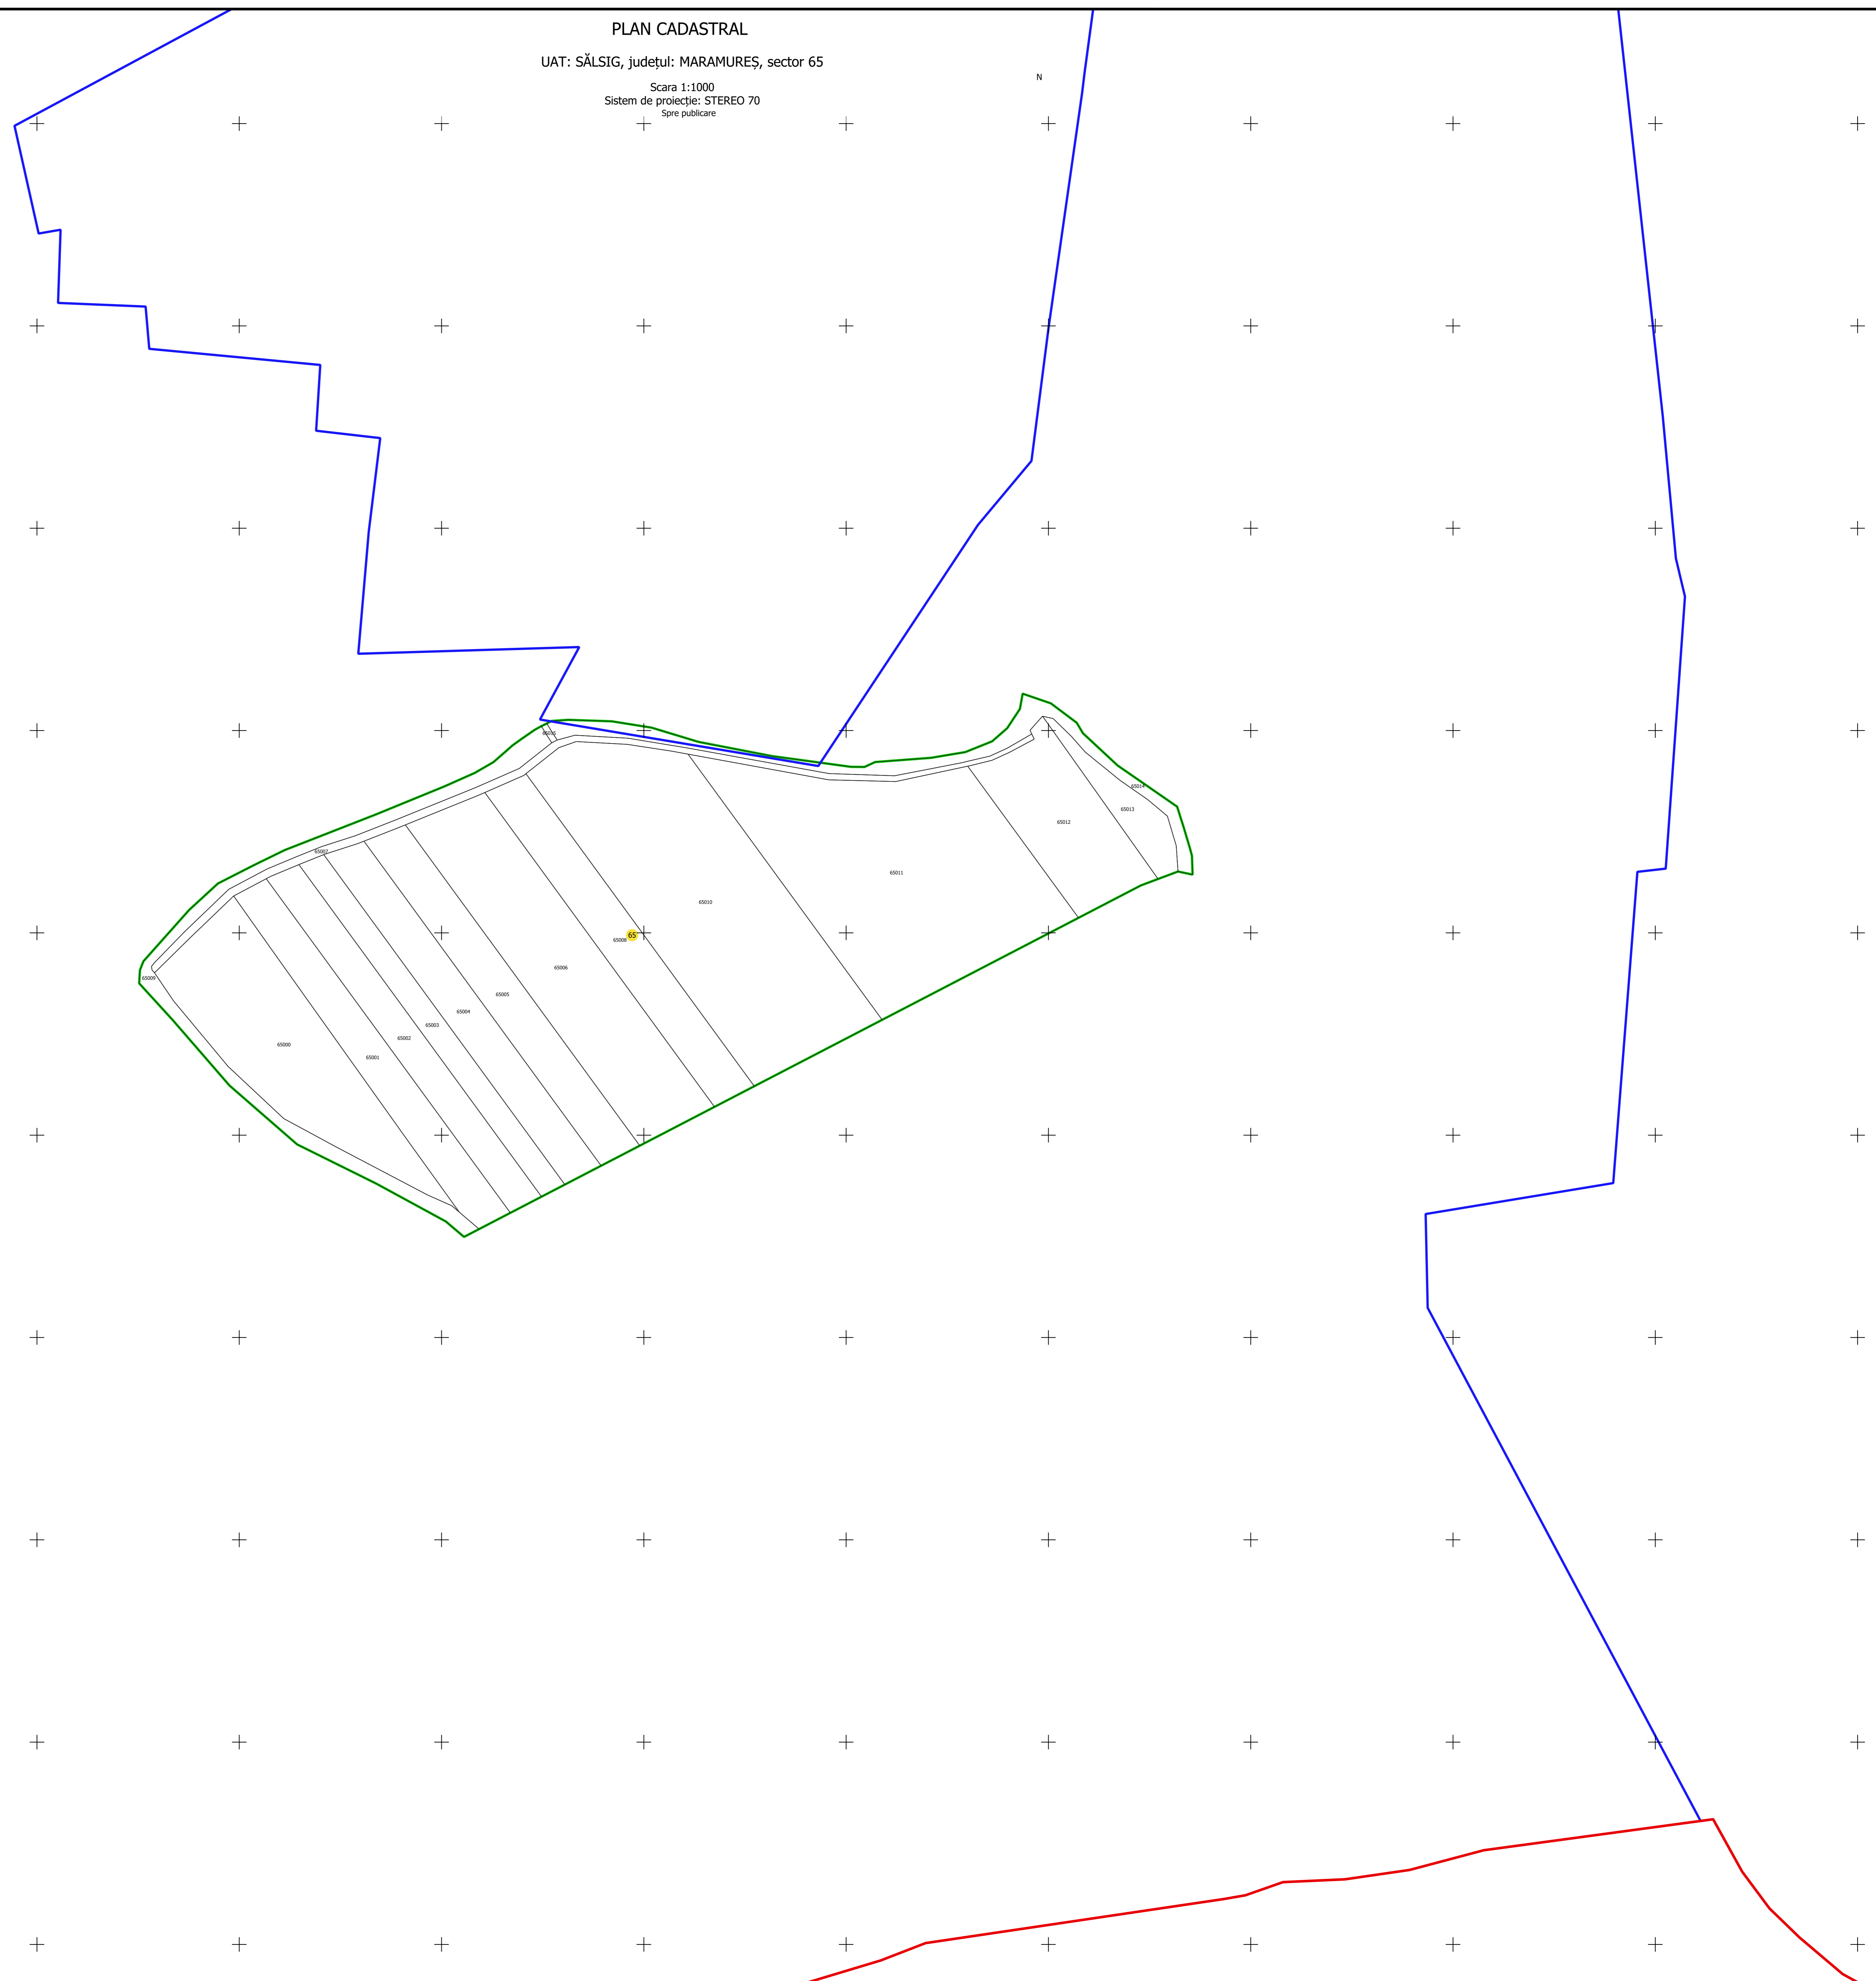 PLAN CADASTRAL
UAT: SĂLSIG, județul: MARAMUREȘ, sector 65
Scara 1:1000
Sistem de proiecție: STEREO 70
Spre publicare
N
65014
65013
65012
65007
65011
65010
65
65008
65006
65009
65005
65004
65003
65002
65000
65001